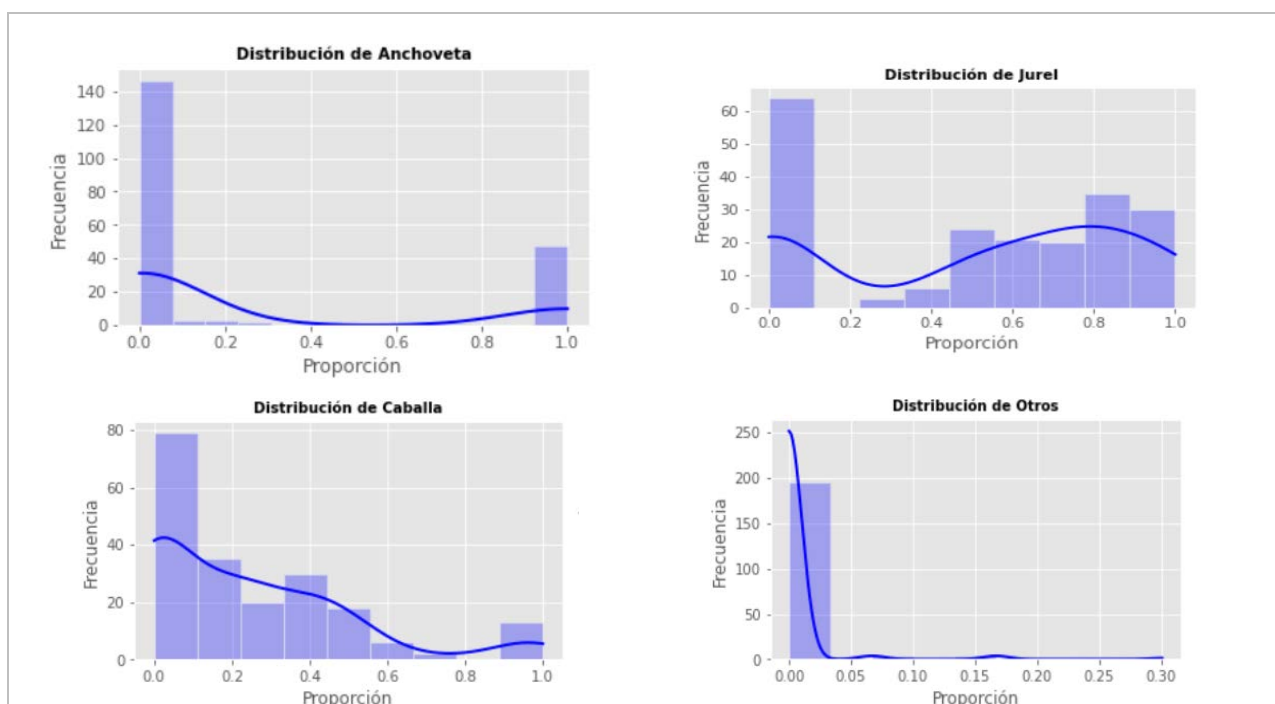 Distribución de Anchoveta
Frecuencia
140
120
100
80
60
40
20
0
0.0 0.2 0.4 0.6 0.8 1.0
Proporción
Distribución de Jurel
Frecuencia
60
50
40
30
20
10
0
0.0 0.2 0.4 0.6 0.8 1.0
Proporción
Distribución de Caballa
Frecuencia
80
60
40
20
0
0.0 0.2 0.4 0.6 0.8 1.0
Proporción
Distribución de Otros
Frecuencia
250
200
150
100
50
0
0.00 0.05 0.10 0.15 0.20 0.25 0.30
Proporción